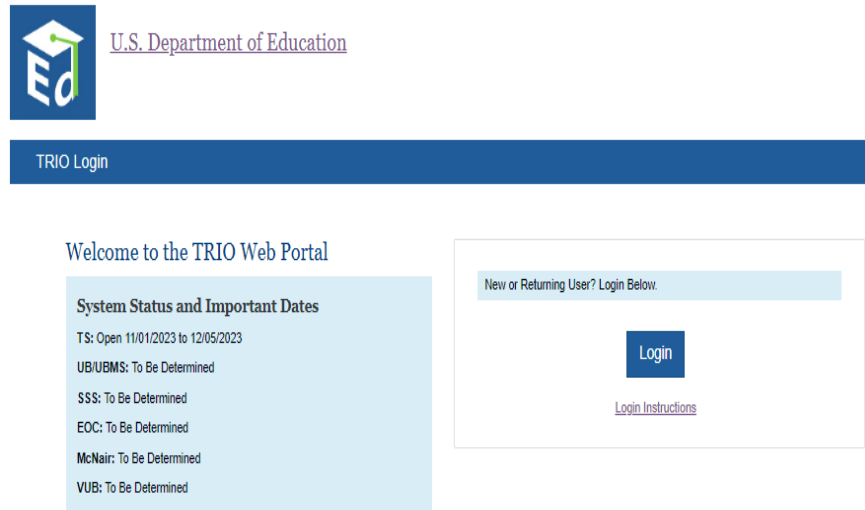 Ed
U.S. Department of Education
TRIO Login
Welcome to the TRIO Web Portal
System Status and Important Dates
TS: Open 11/01/2023 to 12/05/2023
UB/UBMS: To Be Determined
SSS: To Be Determined
EOC: To Be Determined
McNair: To Be Determined
VUB: To Be Determined
New or Returning User? Login Below.
Login
Login Instructions